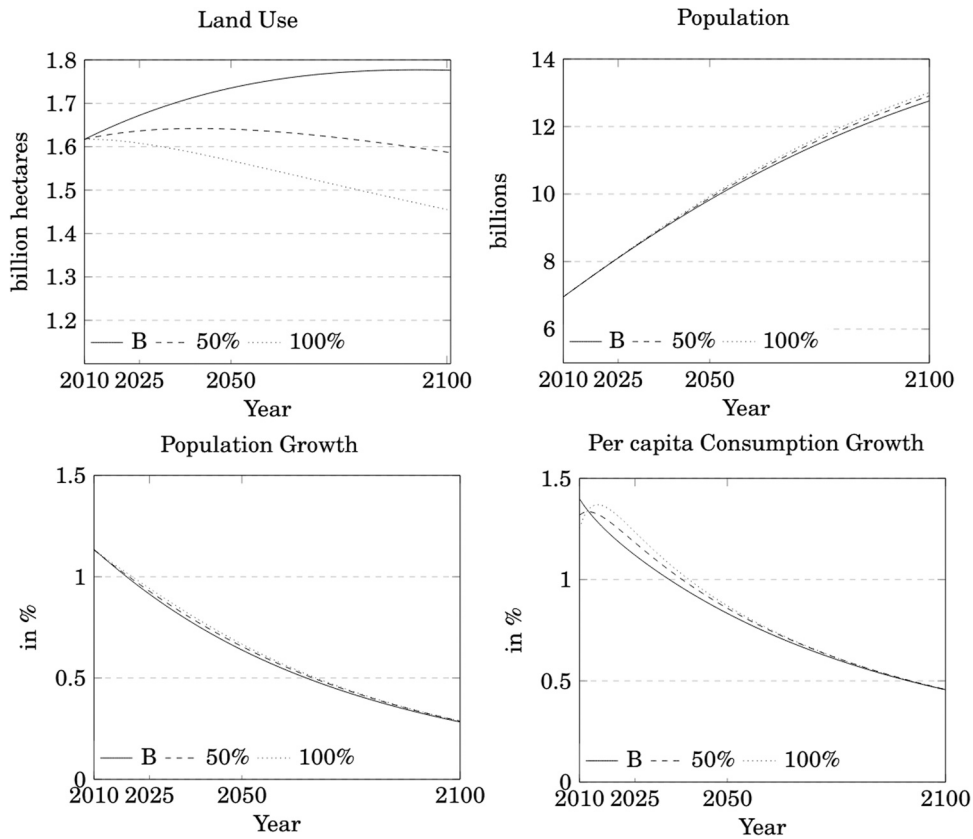 Land Use
1.8
1.7
1.6
1.5
1.4
1.3
1.2
billion hectares
B 50% 100%
2010 2025 2050 2100
Year
Population
14
12
10
8
6
billions
B 50% 100%
2010 2025 2050 2100
Year
Population Growth
1.5
1
0.5
0
in %
B 50% 100%
2010 2025 2050 2100
Year
Per capita Consumption Growth
1.5
1
0.5
0
in %
B 50% 100%
2010 2025 2050 2100
Year